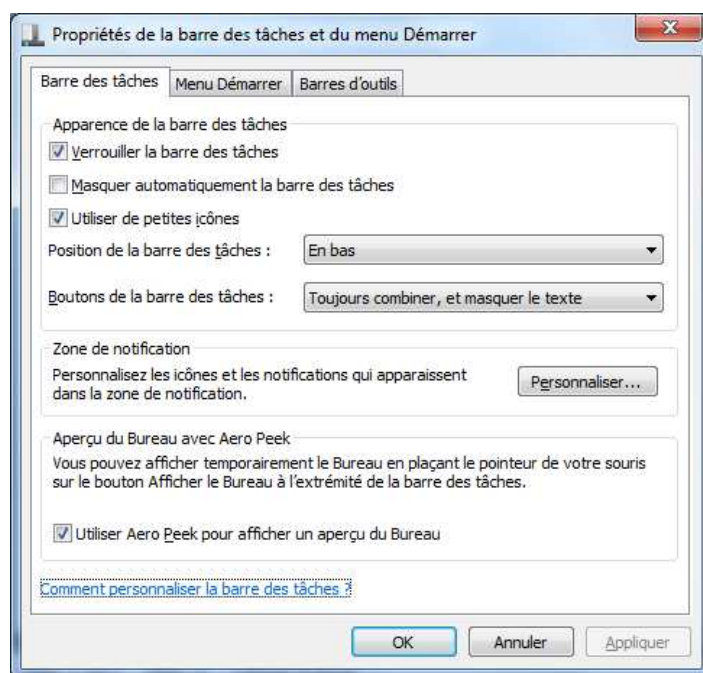 Propriétés de la barre des tâches et du menu Démarrer
Barre des tâches
Menu Démarrer
Barres d'outils
Apparence de la barre des tâches
Verrouiller la barre des tâches
Masquer automatiquement la barre des tâches
Utiliser de petites icônes
Position de la barre des tâches :
En bas
Boutons de la barre des tâches :
Toujours combiner, et masquer le texte
Zone de notification
Personnalisez les icônes et les notifications qui apparaissent
dans la zone de notification.
Personnaliser...
Aperçu du Bureau avec Aero Peek
Vous pouvez afficher temporairement le Bureau en plaçant le pointeur de votre souris
sur le bouton Afficher le Bureau à l'extrémité de la barre des tâches.
Utiliser Aero Peek pour afficher un aperçu du Bureau
Comment personnaliser la barre des tâches ?
OK
Annuler
Appliquer